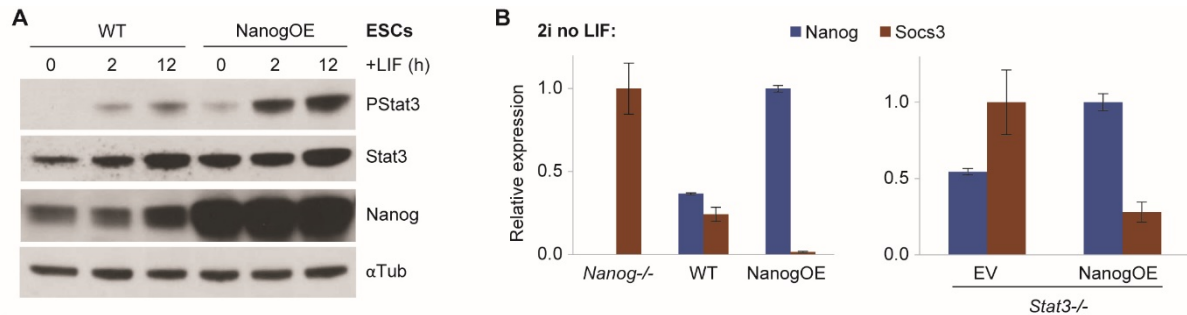 A
WT NanogOE ESCs
0 2 12 0 2 12 +LIF (h)
PStat3
Stat3
Nanog
αTub
B
2i no LIF: Nanog Socs3
Relative expression
1.0
0.5
0.0
Nanog-/- WT NanogOE
1.0
0.5
0.0
EV NanogOE
Stat3-/-